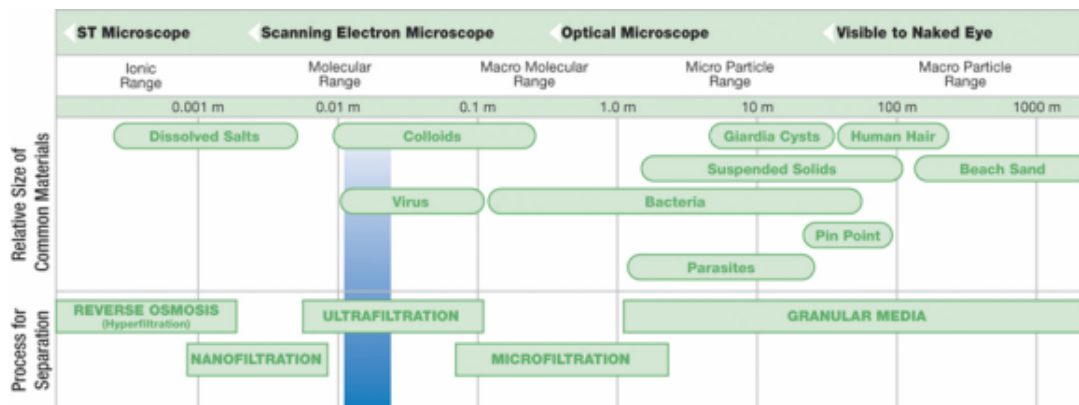 ST Microscope Scanning Electron Microscope Optical Microscope Visible to Naked Eye
Ionic Range Molecular Range Macro Molecular Range Micro Particle Range Macro Particle Range
0.001 m 0.01 m 0.1 m 1.0 m 10 m 100 m 1000 m
Relative Size of
Common Materials
Dissolved Salts Colloids Giardia Cysts Human Hair
Suspended Solids Beach Sand
Virus Bacteria
Pin Point
Parasites
Process for
Separation
REVERSE OSMOSIS
(Hyperfiltration)
ULTRAFILTRATION GRANULAR MEDIA
NANOFILTRATION MICROFILTRATION